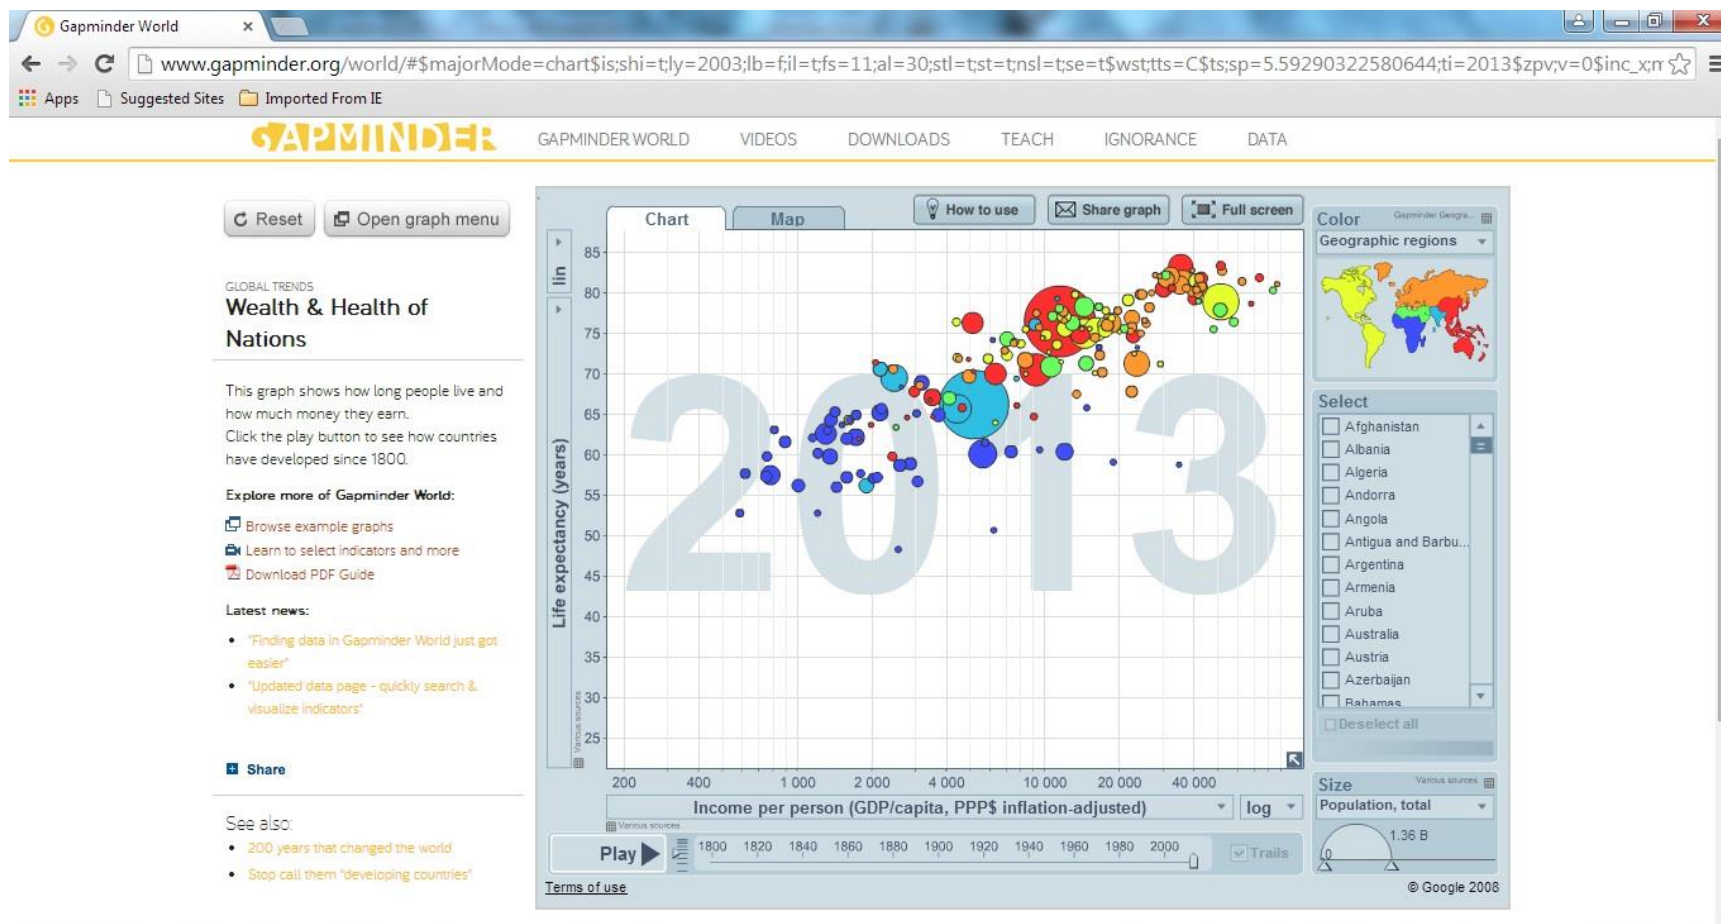 Gapminder World
www.gapminder.org/world/#$majorMode=chart$is;shi=t;ly=2003;lb=f;il=t;fs=11;al=30;stl=t;st=t;nsl=t;se=t$wst;tts=C$ts;sp=5.59290322580644;ti=2013$zpv;v=0$inc_x;m
Apps Suggested Sites Imported From IE
GAPMINDER GAPMINDER WORLD VIDEOS DOWNLOADS TEACH IGNORANCE DATA
Reset Open graph menu
GLOBAL TRENDS
Wealth & Health of
Nations
This graph shows how long people live and
how much money they earn.
Click the play button to see how countries
have developed since 1800.
Explore more of Gapminder World:
Browse example graphs
Learn to select indicators and more
Download PDF Guide
Latest news:
"Finding data in Gapminder World just got
easier"
"Updated data page - quickly search &
visualize indicators"
Share
See also:
200 years that changed the world
Stop call them "developing countries"
Chart Map How to use Share graph Full screen
lin
Life expectancy (years)
Various sources
85
80
75
70
65
60
55
50
45
40
35
30
25
2013
200 400 1 000 2 000 4 000 10 000 20 000 40 000
Income per person (GDP/capita, PPP$ inflation-adjusted) log
Various sources
Play 1800 1820 1840 1860 1880 1900 1920 1940 1960 1980 2000 Trails
Terms of use
Color Gapminder Geogra...
Geographic regions
Select
Afghanistan
Albania
Algeria
Andorra
Angola
Antigua and Barbu...
Argentina
Armenia
Aruba
Australia
Austria
Azerbaijan
Bahamas
Deselect all
Size Various sources
Population, total
1.36 B
0
© Google 2008